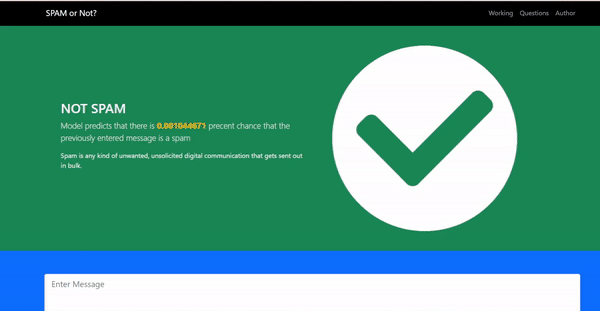 SPAM or Not?
Working Questions Author
NOT SPAM
Model predicts that there is 0.081044671 precent chance that the
previously entered message is a spam
Spam is any kind of unwanted, unsolicited digital communication that gets sent out
in bulk.
Enter Message